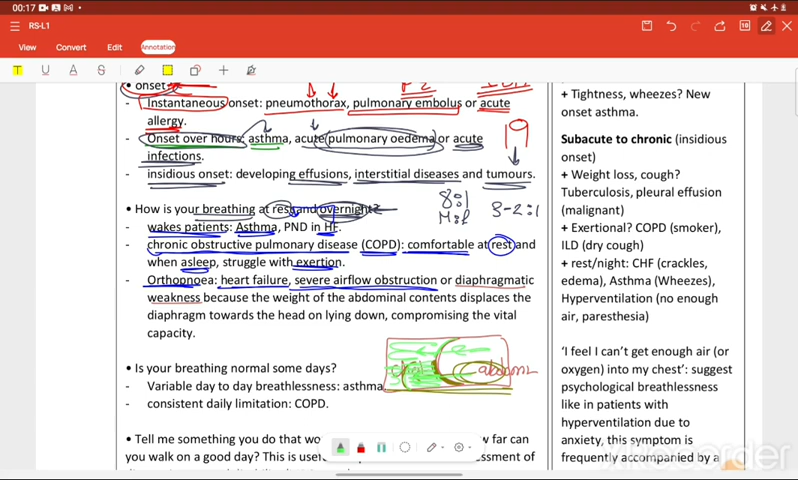 00:17
RS-L1
View Convert Edit Annotation
• onset
- Instantaneous onset: pneumothorax, pulmonary embolus or acute
allergy.
- Onset over hours: asthma, acute (pulmonary oedema) or acute
infections.
- insidious onset: developing effusions, interstitial diseases and tumours.
19
• How is your breathing at rest and overnight?
- wakes patients: Asthma, PND in HF.
8:1
M:f
3-2:1
- chronic obstructive pulmonary disease (COPD): comfortable at rest and
when asleep, struggle with exertion.
- Orthopnoea: heart failure, severe airflow obstruction or diaphragmatic
weakness because the weight of the abdominal contents displaces the
diaphragm towards the head on lying down, compromising the vital
capacity.
abdomen
• Is your breathing normal some days?
- Variable day to day breathlessness: asthma
- consistent daily limitation: COPD.
• Tell me something you do that wo
w far can
you walk on a good day? This is usef
ssment of
+ Tightness, wheezes? New
onset asthma.
Subacute to chronic (insidious
onset)
+ Weight loss, cough?
Tuberculosis, pleural effusion
(malignant)
+ Exertional? COPD (smoker),
ILD (dry cough)
+ rest/night: CHF (crackles,
edema), Asthma (Wheezes),
Hyperventilation (no enough
air, paresthesia)
‘I feel I can’t get enough air (or
oxygen) into my chest’: suggest
psychological breathlessness
like in patients with
hyperventilation due to
anxiety, this symptom is
frequently accompanied by a